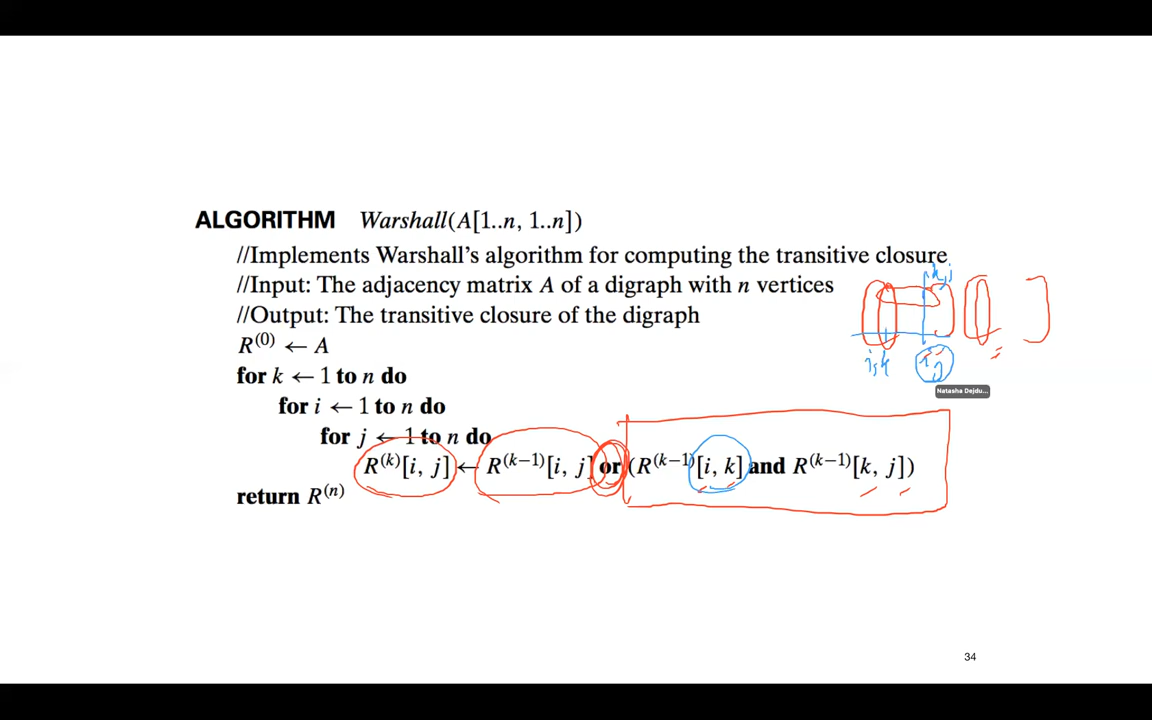 ALGORITHM Warshall(A[1..n, 1..n])
//Implements Warshall's algorithm for computing the transitive closure
//Input: The adjacency matrix A of a digraph with n vertices
//Output: The transitive closure of the digraph
R(0) ← A
for k ← 1 to n do
for i ← 1 to n do
for j ← 1 to n do
R(k)[i, j] ← R(k−1)[i, j] or (R(k−1)[i, k] and R(k−1)[k, j])
return R(n)
k, j
i, k
i, j
Natasha Dejdu...
34